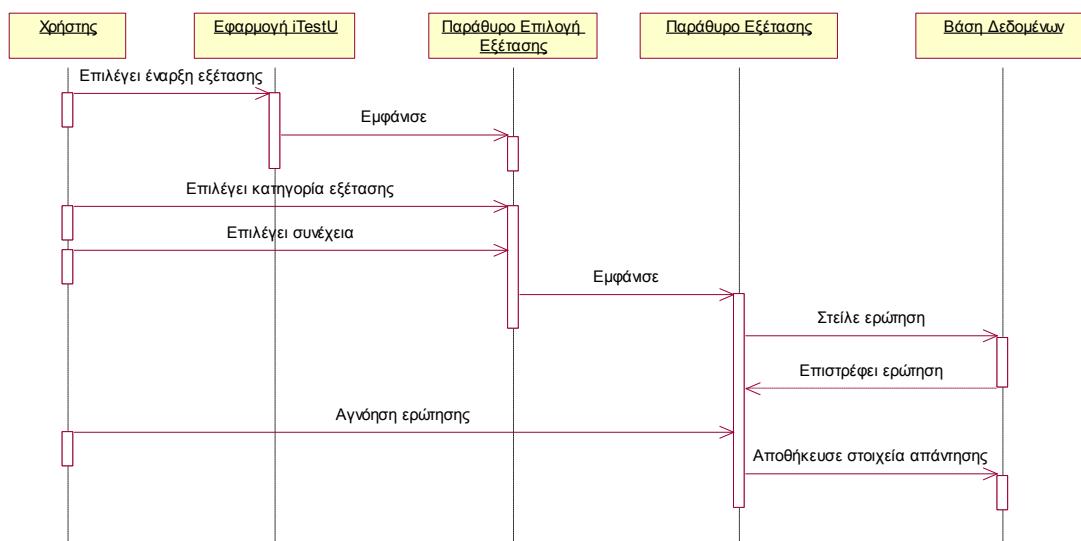 Χρήστης
Εφαρμογή iTestU
Παράθυρο Επιλογή
Εξέτασης
Παράθυρο Εξέτασης
Βάση Δεδομένων
Επιλέγει έναρξη εξέτασης
Εμφάνισε
Επιλέγει κατηγορία εξέτασης
Επιλέγει συνέχεια
Εμφάνισε
Στείλε ερώτηση
Επιστρέφει ερώτηση
Αγνόηση ερώτησης
Αποθήκευσε στοιχεία απάντησης